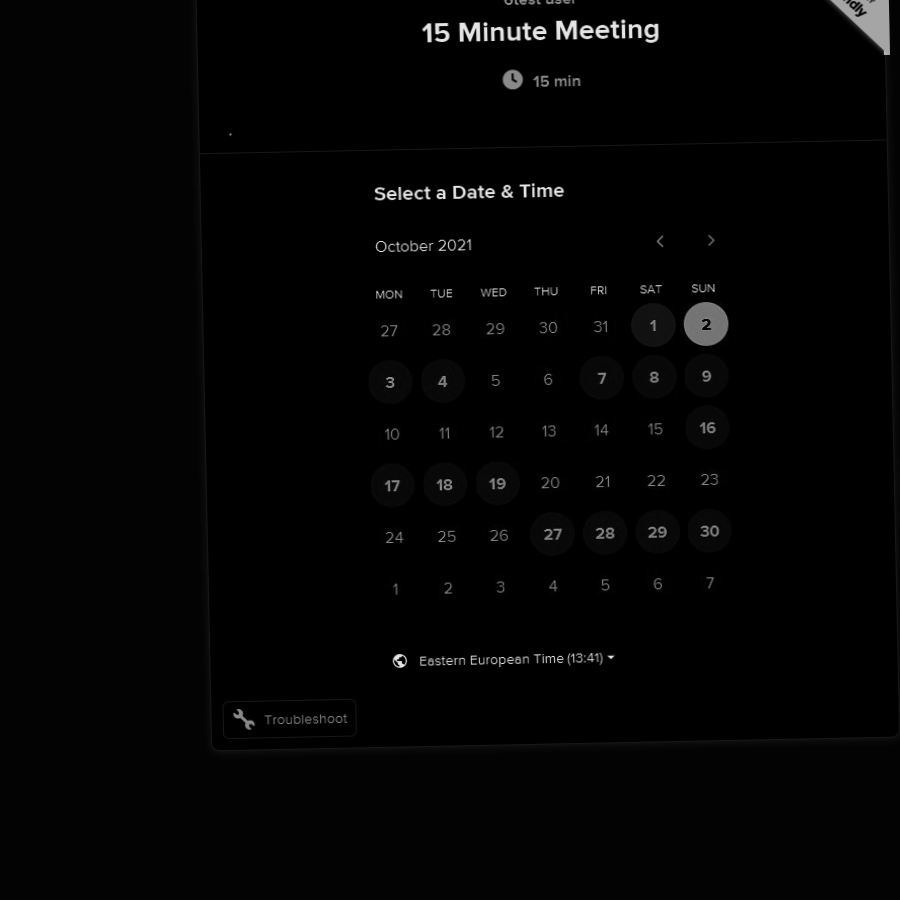 15 Minute Meeting
15 min
Select a Date & Time
October 2021
MON TUE WED THU FRI SAT SUN
27 28 29 30 31 1 2
3 4 5 6 7 8 9
10 11 12 13 14 15 16
17 18 19 20 21 22 23
24 25 26 27 28 29 30
1 2 3 4 5 6 7
Eastern European Time (13:41)
Troubleshoot